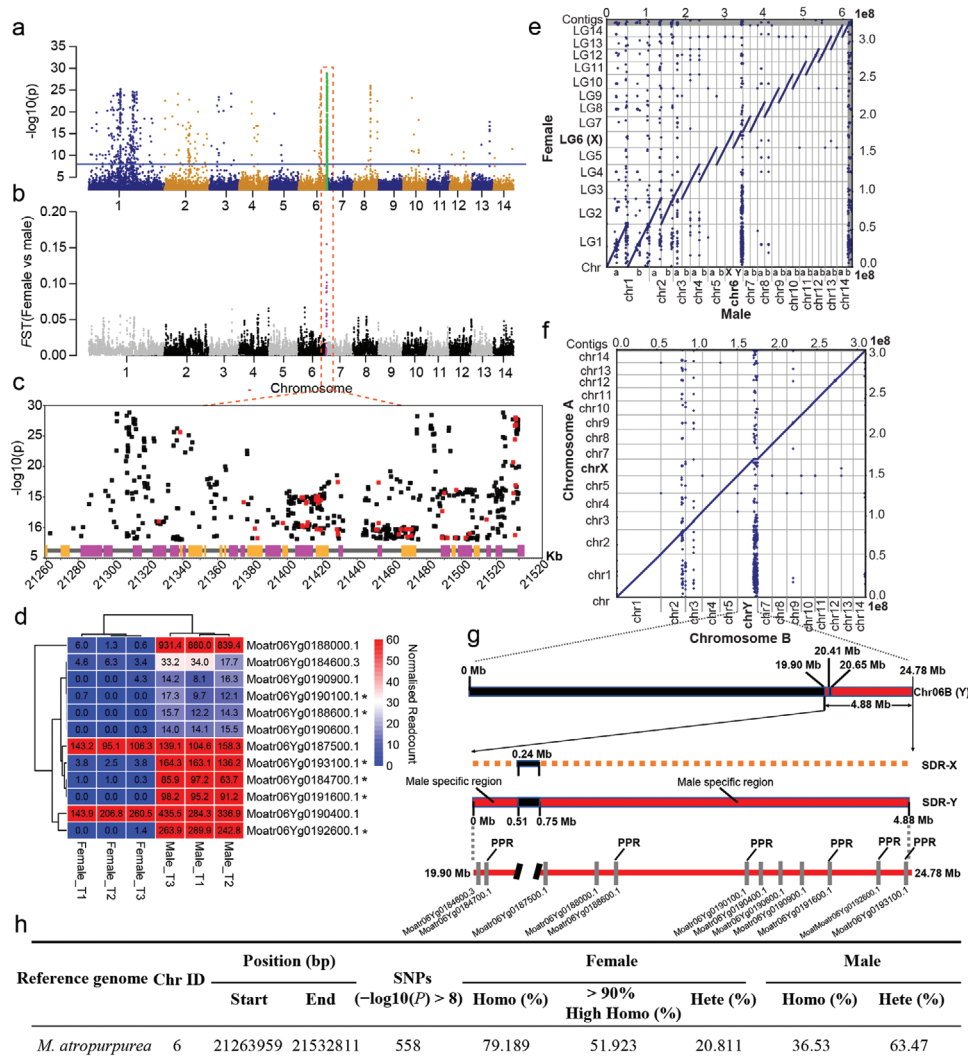 a
35
30
25
20
15
10
5
-log10(p)
1 2 3 4 5 6 7 8 9 10 11 12 13 14
b
0.20
0.15
0.10
0.05
0.00
FST(Female vs male)
1 2 3 4 5 6 7 8 9 10 11 12 13 14
Chromosome
c
30
25
20
15
16
5
-log10(p)
Kb
21260 21280 21300 21320 21340 21360 21380 21400 21420 21440 21460 21480 21500 21520 21520
d
6.0 1.3 0.6 931.4 880.0 839.4 Moatr06Yg0188000.1
4.6 6.3 3.4 33.2 34.0 17.7 Moatr06Yg0184600.3
0.0 0.0 0.0 14.2 8.1 16.3 Moatr06Yg0190900.1
0.7 0.0 0.0 17.3 9.7 12.1 Moatr06Yg0190100.1 *
0.0 0.0 0.0 15.7 12.2 14.3 Moatr06Yg0188600.1 *
0.0 0.0 0.0 14.0 14.1 15.5 Moatr06Yg0190600.1
143.2 95.1 106.3 139.1 104.6 158.3 Moatr06Yg0187500.1
3.8 2.5 3.8 164.3 163.1 136.2 Moatr06Yg0193100.1 *
1.0 1.0 0.3 85.9 97.2 63.7 Moatr06Yg0184700.1 *
0.0 0.0 0.0 98.2 95.2 91.2 Moatr06Yg0191600.1 *
143.9 206.8 260.5 435.5 284.3 336.9 Moatr06Yg0190400.1
0.0 0.0 1.4 263.9 289.9 242.8 Moatr06Yg0192600.1 *
Female_T1 Female_T2 Female_T3 Male_T3 Male_T1 Male_T2
60
50
40
30
20
10
0
Normalised Readcount
e
0 1 2 3 4 5 6 1e8
Contigs
LG14
LG13
LG12
LG11
LG10
LG9
LG8
LG7
LG6 (X)
LG5
LG4
LG3
LG2
LG1
Chr
Female
3.0
2.5
2.0
1.5
1.0
0.5
0.0
1e8
a b a b a b a b a b X Y a b a b a b a b a b a b a b a b
chr1 chr2 chr3 chr4 chr5 chr6 chr7 chr8 chr9 chr10 chr11 chr12 chr13 chr14
Male
f
Contigs 0.0 0.5 1.0 1.5 2.0 2.5 3.0 1e8
chr14
chr13
chr12
chr11
chr10
chr9
chr8
chr7
chrX
chr5
chr4
chr3
chr2
chr1
chr
Chromosome A
3.0
2.5
2.0
1.5
1.0
0.5
0.0
1e8
chr1 chr2 chr3 chr4 chr5 chrY chr7 chr8 chr9 chr10 chr11 chr12 chr13 chr14
Chromosome B
g
0 Mb
20.41 Mb
19.90 Mb 20.65 Mb 24.78 Mb
Chr06B (Y)
4.88 Mb
0.24 Mb
SDR-X
Male specific region Male specific region
SDR-Y
0 Mb 0.51 0.75 Mb 4.88 Mb
PPR PPR PPR PPR PPR PPR
19.90 Mb 24.78 Mb
Moatr06Yg0184600.3
Moatr06Yg0184700.1
Moatr06Yg0187500.1
Moatr06Yg0188000.1
Moatr06Yg0188600.1
Moatr06Yg0190100.1
Moatr06Yg0190400.1
Moatr06Yg0190600.1
Moatr06Yg0190900.1
Moatr06Yg0191600.1
MoatMoatr06Yg0192600.1
Moatr06Yg0193100.1
h
Reference genome Chr ID Position (bp) SNPs (−log10(P) > 8) Female Male
Start End Homo (%) > 90% High Homo (%) Hete (%) Homo (%) Hete (%)
M. atropurpurea 6 21263959 21532811 558 79.189 51.923 20.811 36.53 63.47